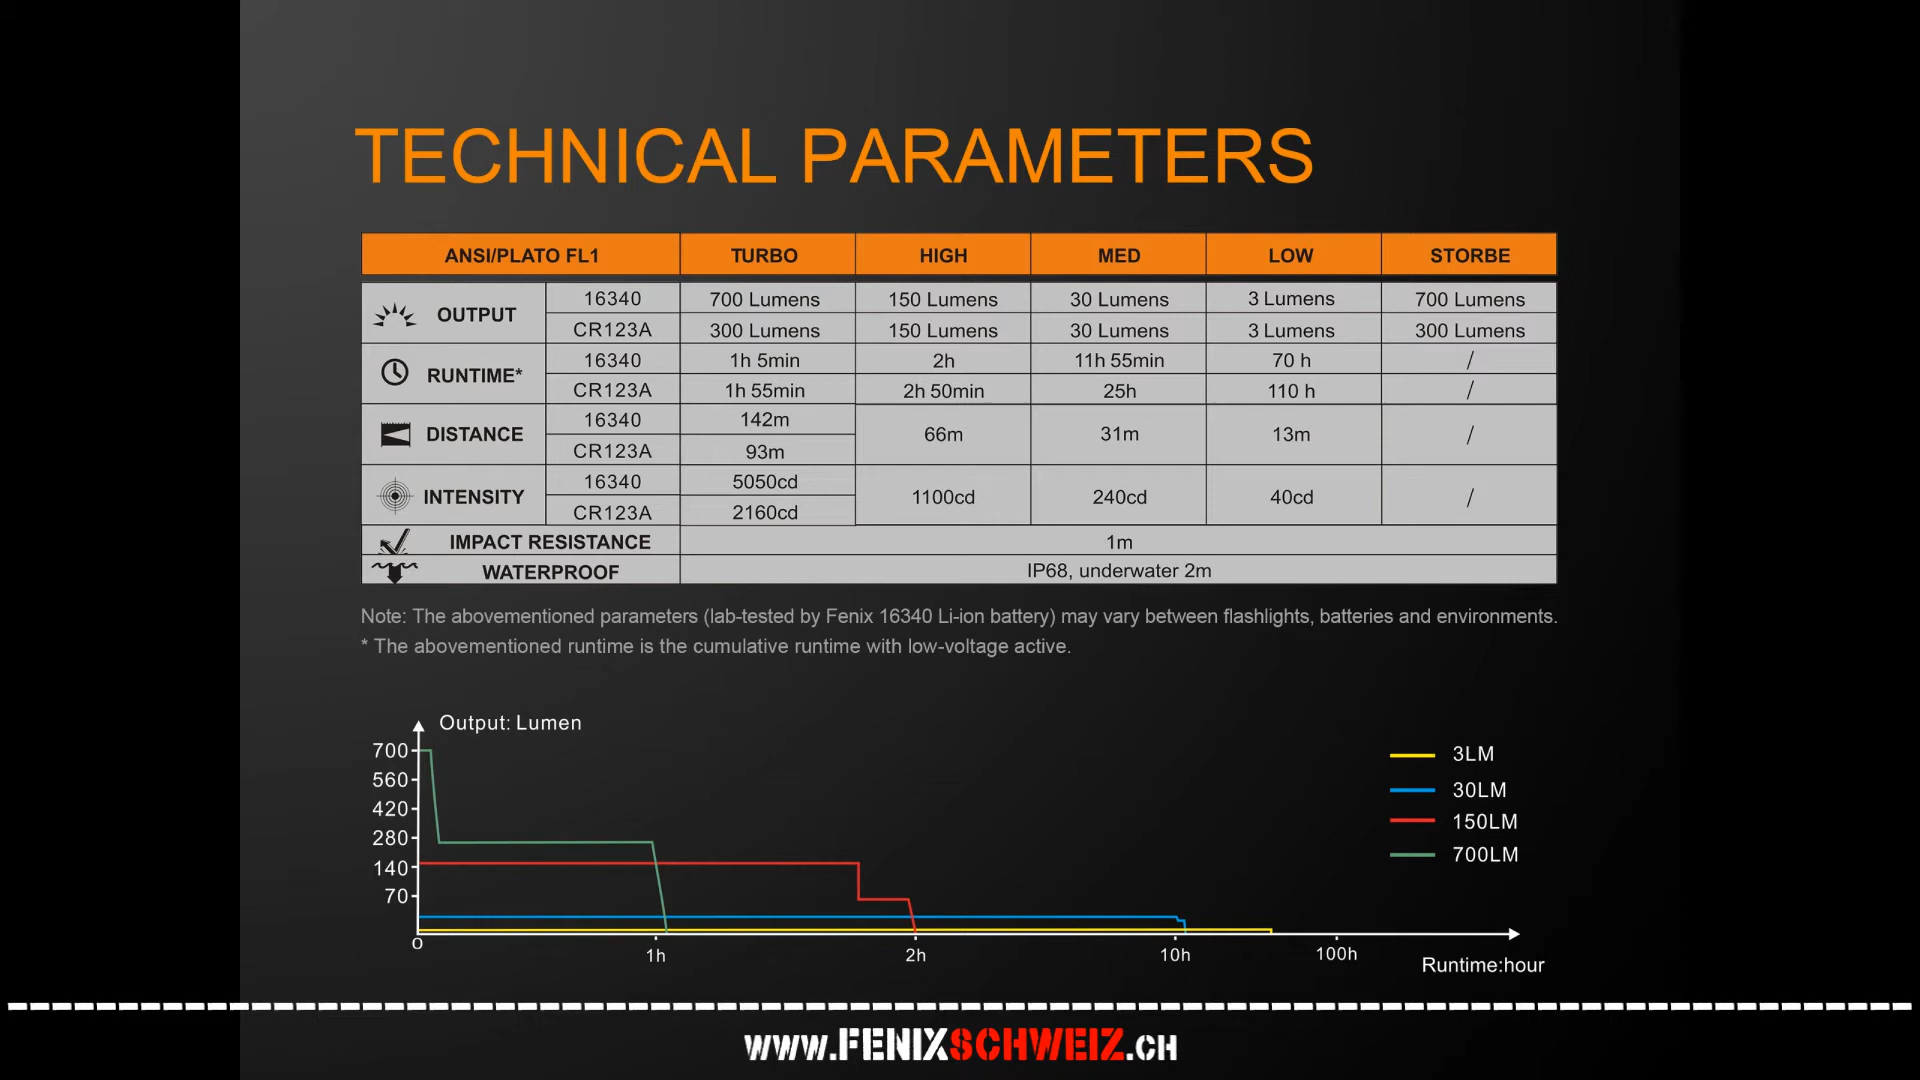 TECHNICAL PARAMETERS
ANSI/PLATO FL1 TURBO HIGH MED LOW STORBE
OUTPUT 16340 700 Lumens 150 Lumens 30 Lumens 3 Lumens 700 Lumens
CR123A 300 Lumens 150 Lumens 30 Lumens 3 Lumens 300 Lumens
RUNTIME* 16340 1h 5min 2h 11h 55min 70 h /
CR123A 1h 55min 2h 50min 25h 110 h /
DISTANCE 16340 142m 66m 31m 13m /
CR123A 93m
INTENSITY 16340 5050cd 1100cd 240cd 40cd /
CR123A 2160cd
IMPACT RESISTANCE 1m
WATERPROOF IP68, underwater 2m
Note: The abovementioned parameters (lab-tested by Fenix 16340 Li-ion battery) may vary between flashlights, batteries and environments.
* The abovementioned runtime is the cumulative runtime with low-voltage active.
Output: Lumen
700
560
420
280
140
70
0
1h 2h 10h 100h
Runtime:hour
3LM
30LM
150LM
700LM
WWW.FENIXSCHWEIZ.CH